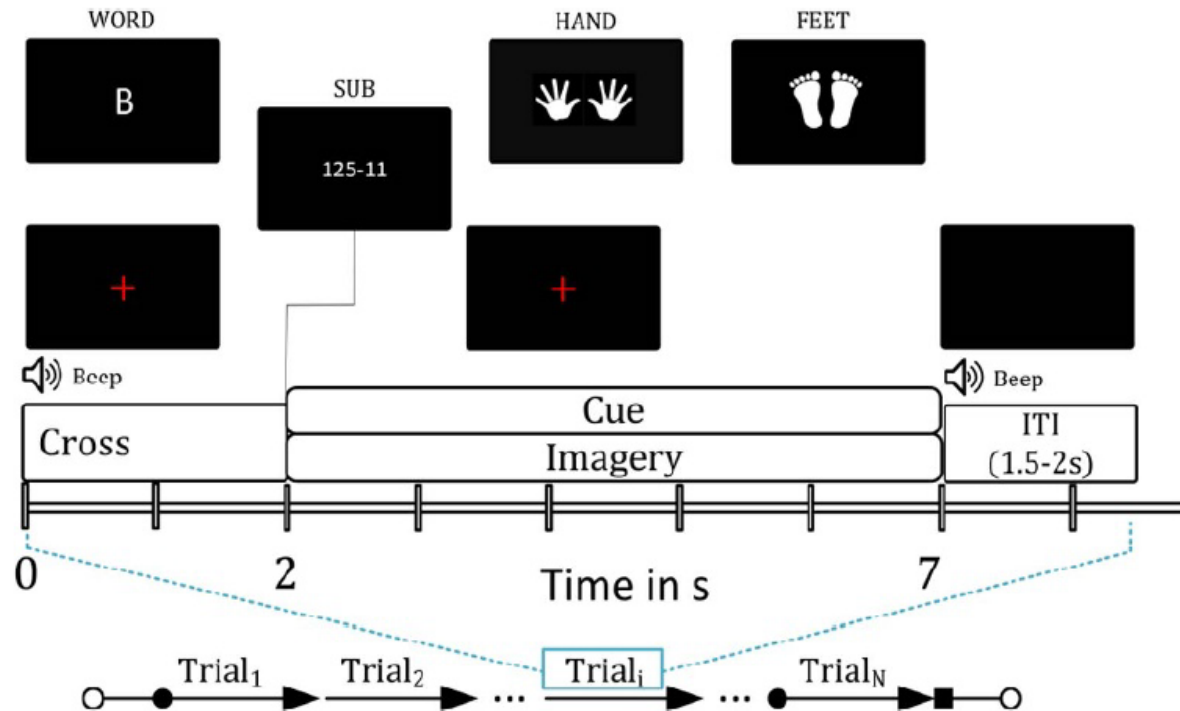 WORD
HAND
FEET
SUB
B
125-11
Beep
Beep
Cross
Cue
Imagery
ITI
(1.5-2s)
0
2
Time in s
7
Trial₁
Trial₂
...
Trialᵢ
...
Trial_N